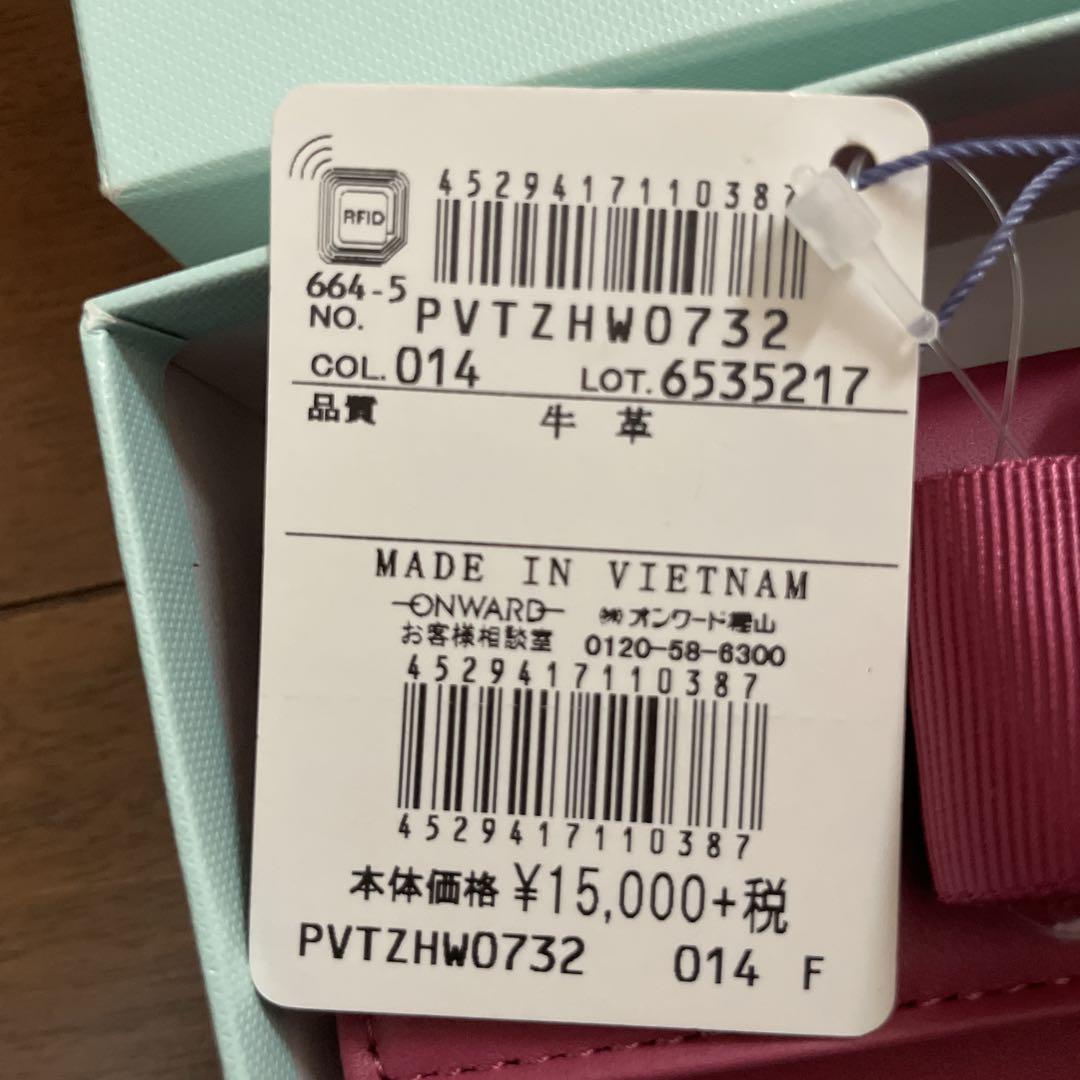 RFID
4529417110387
664-5
NO. PVTZHW0732
COL. 014 LOT. 6535217
品質 牛革
MADE IN VIETNAM
ONWARD ㈱オンワード樫山
お客様相談室 0120-58-6300
4529417110387
4529417110387
本体価格 ¥15,000+税
PVTZHW0732 014 F